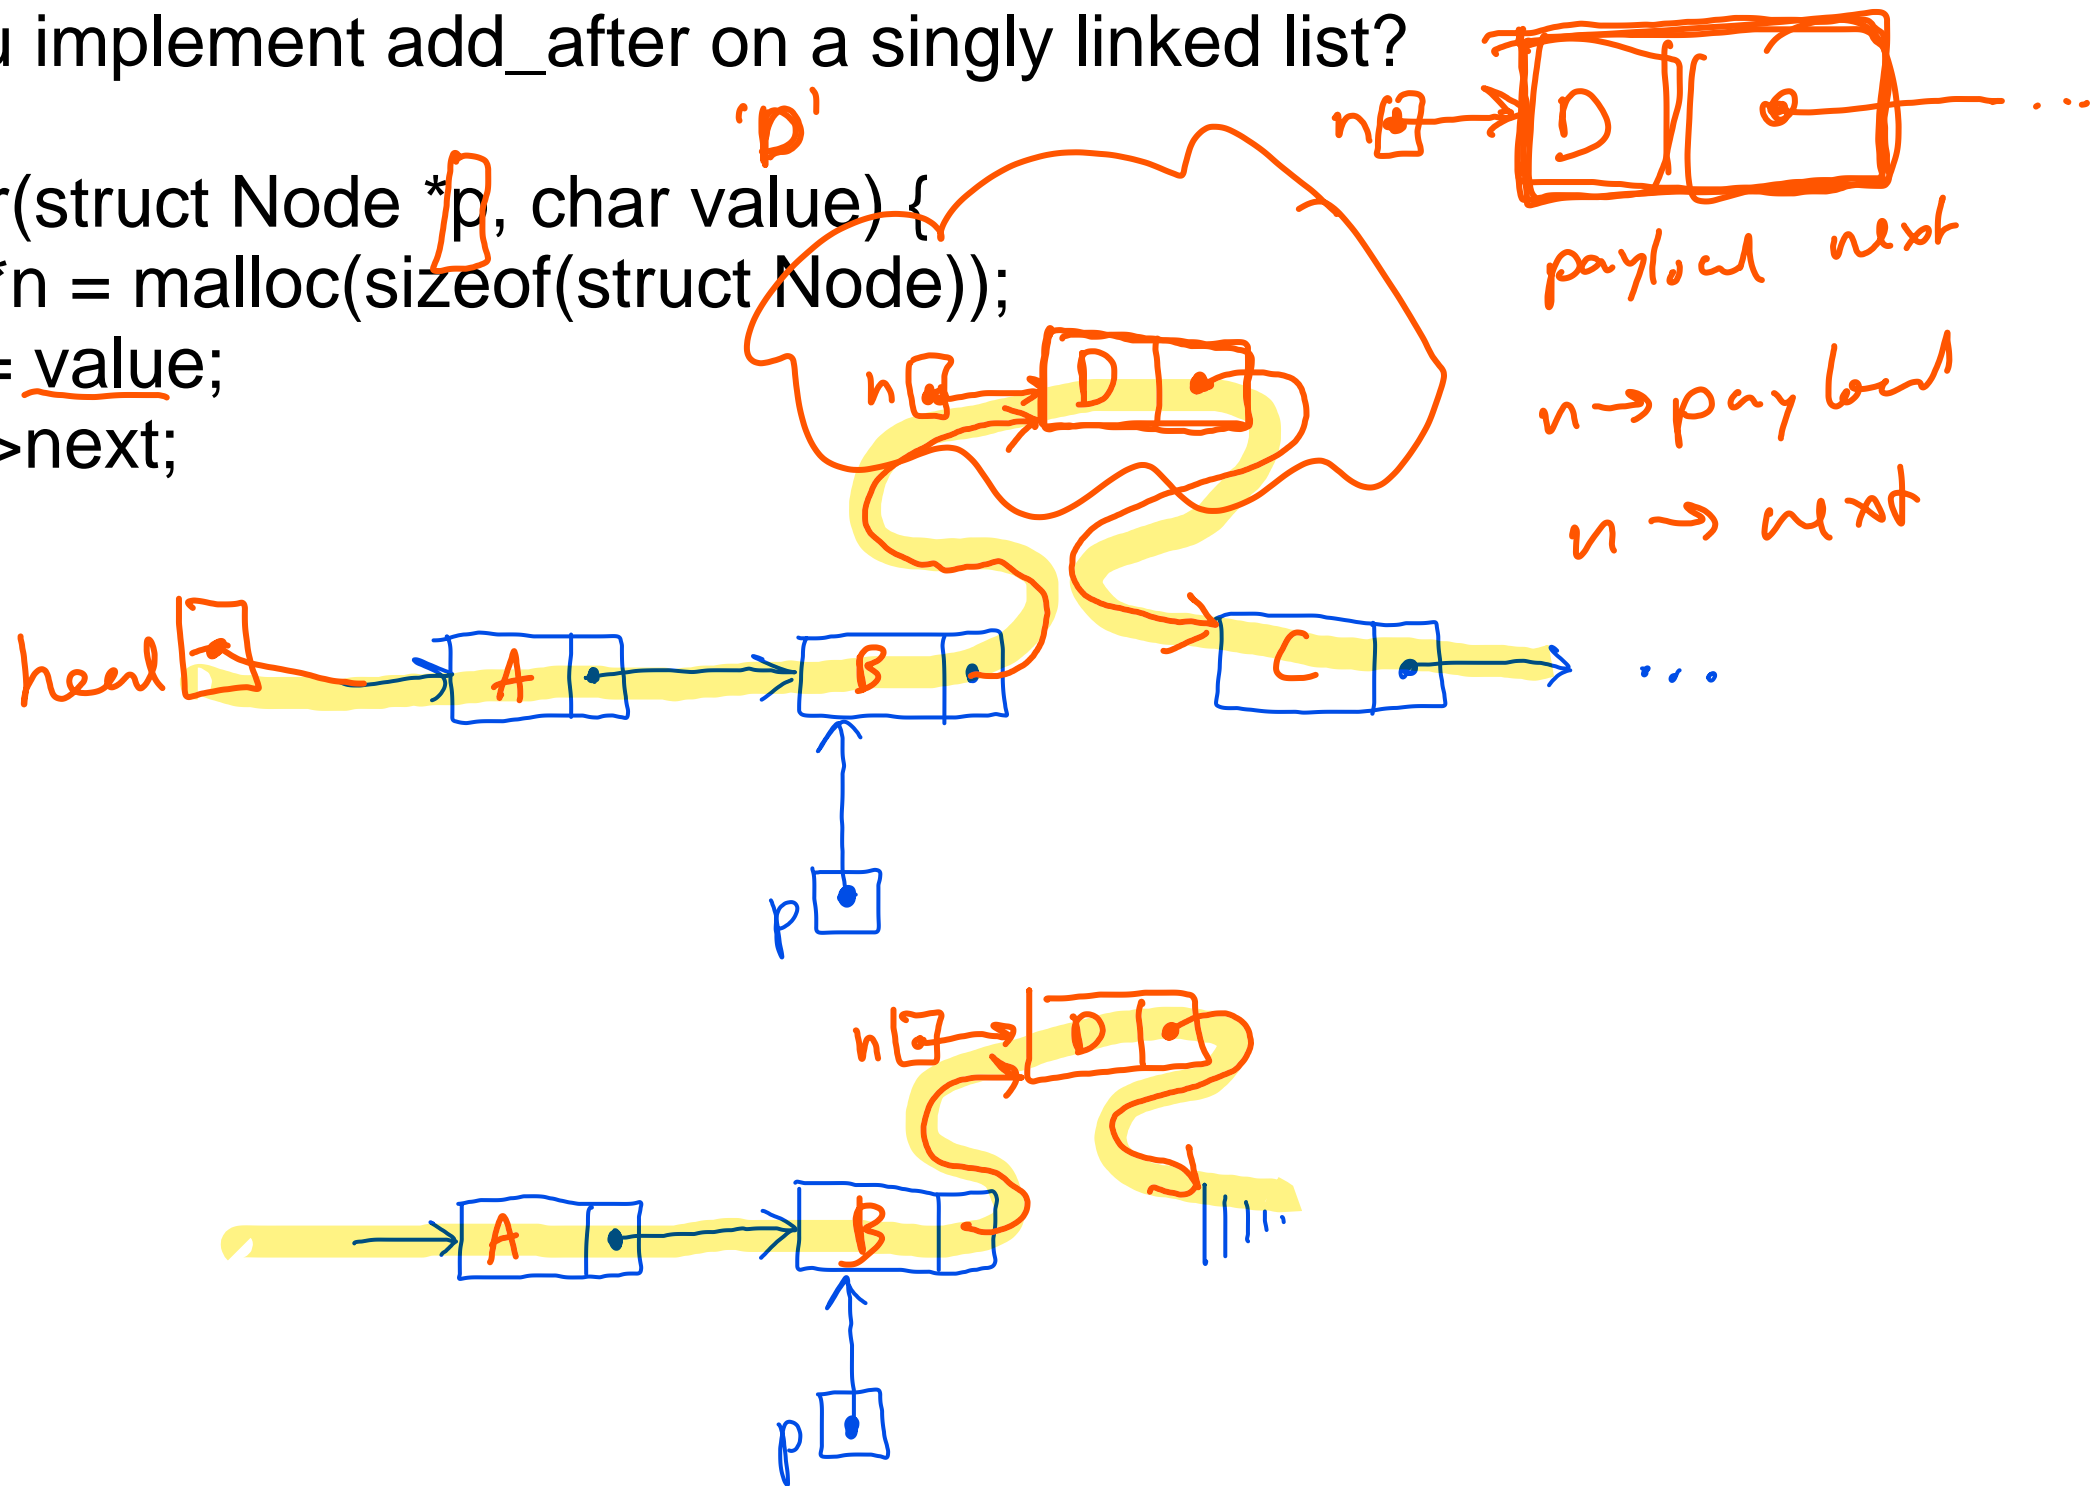 u implement add_after on a singly linked list?
'D'
n D ...
r(struct Node *p, char value) {
payload next
*n = malloc(sizeof(struct Node));
= value;
n D
n → payload
>next;
n → next
head A B C ...
p
n D
A B
p